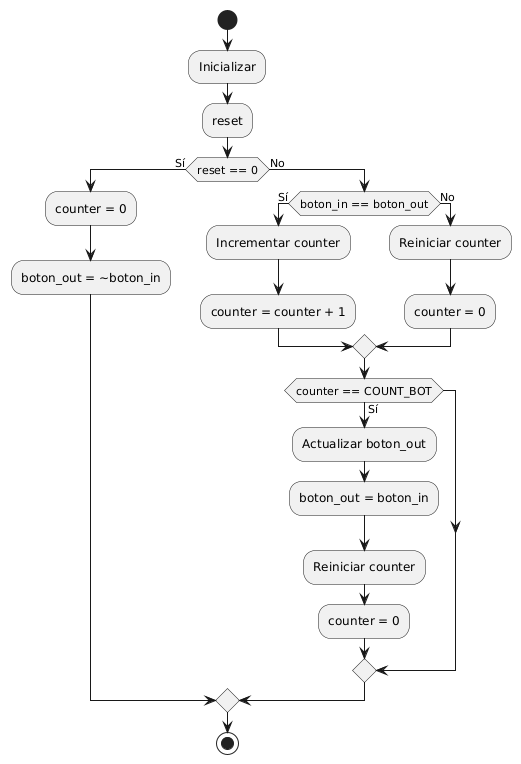 Inicializar
reset
reset == 0
Sí
No
counter = 0
boton_out = ~boton_in
boton_in == boton_out
Sí
No
Incrementar counter
counter = counter + 1
Reiniciar counter
counter = 0
counter == COUNT_BOT
Sí
Actualizar boton_out
boton_out = boton_in
Reiniciar counter
counter = 0